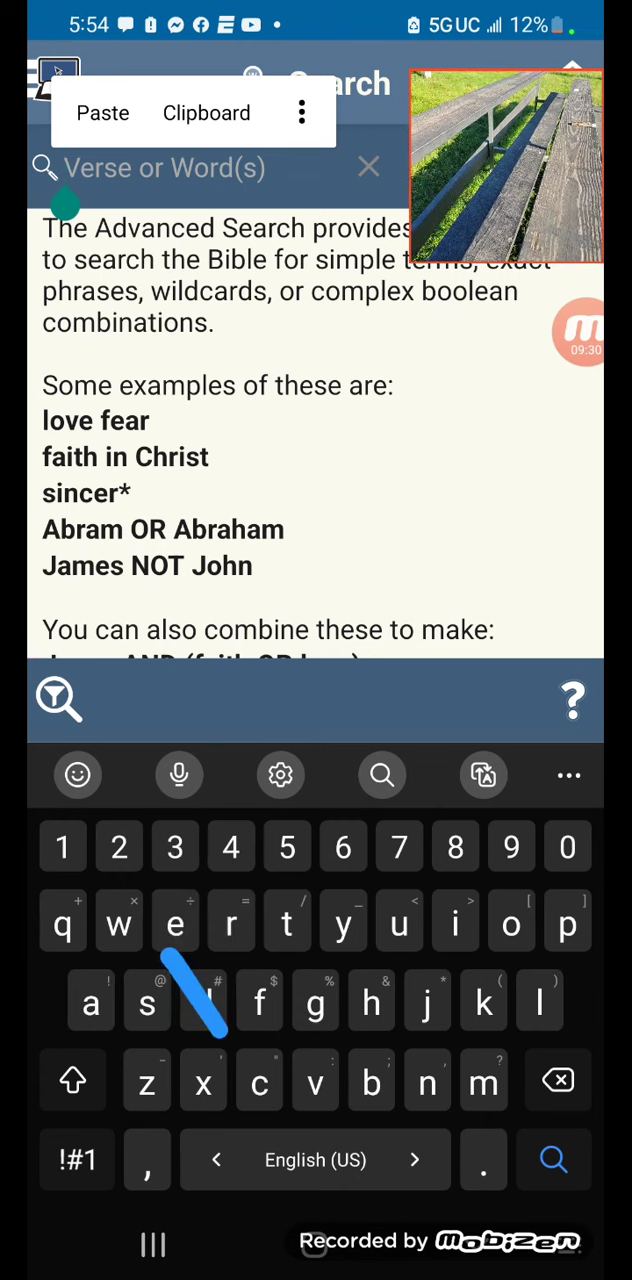 5:54
5G UC 12%
Search
Paste Clipboard
Verse or Word(s)
The Advanced Search provides
to search the Bible for simple terms, exact
phrases, wildcards, or complex boolean
combinations.
09:30
Some examples of these are:
love fear
faith in Christ
sincer*
Abram OR Abraham
James NOT John
You can also combine these to make:
?
1 2 3 4 5 6 7 8 9 0
q w e r t y u i o p
a s d f g h j k l
z x c v b n m
!#1 , < English (US) > .
Recorded by mobizen